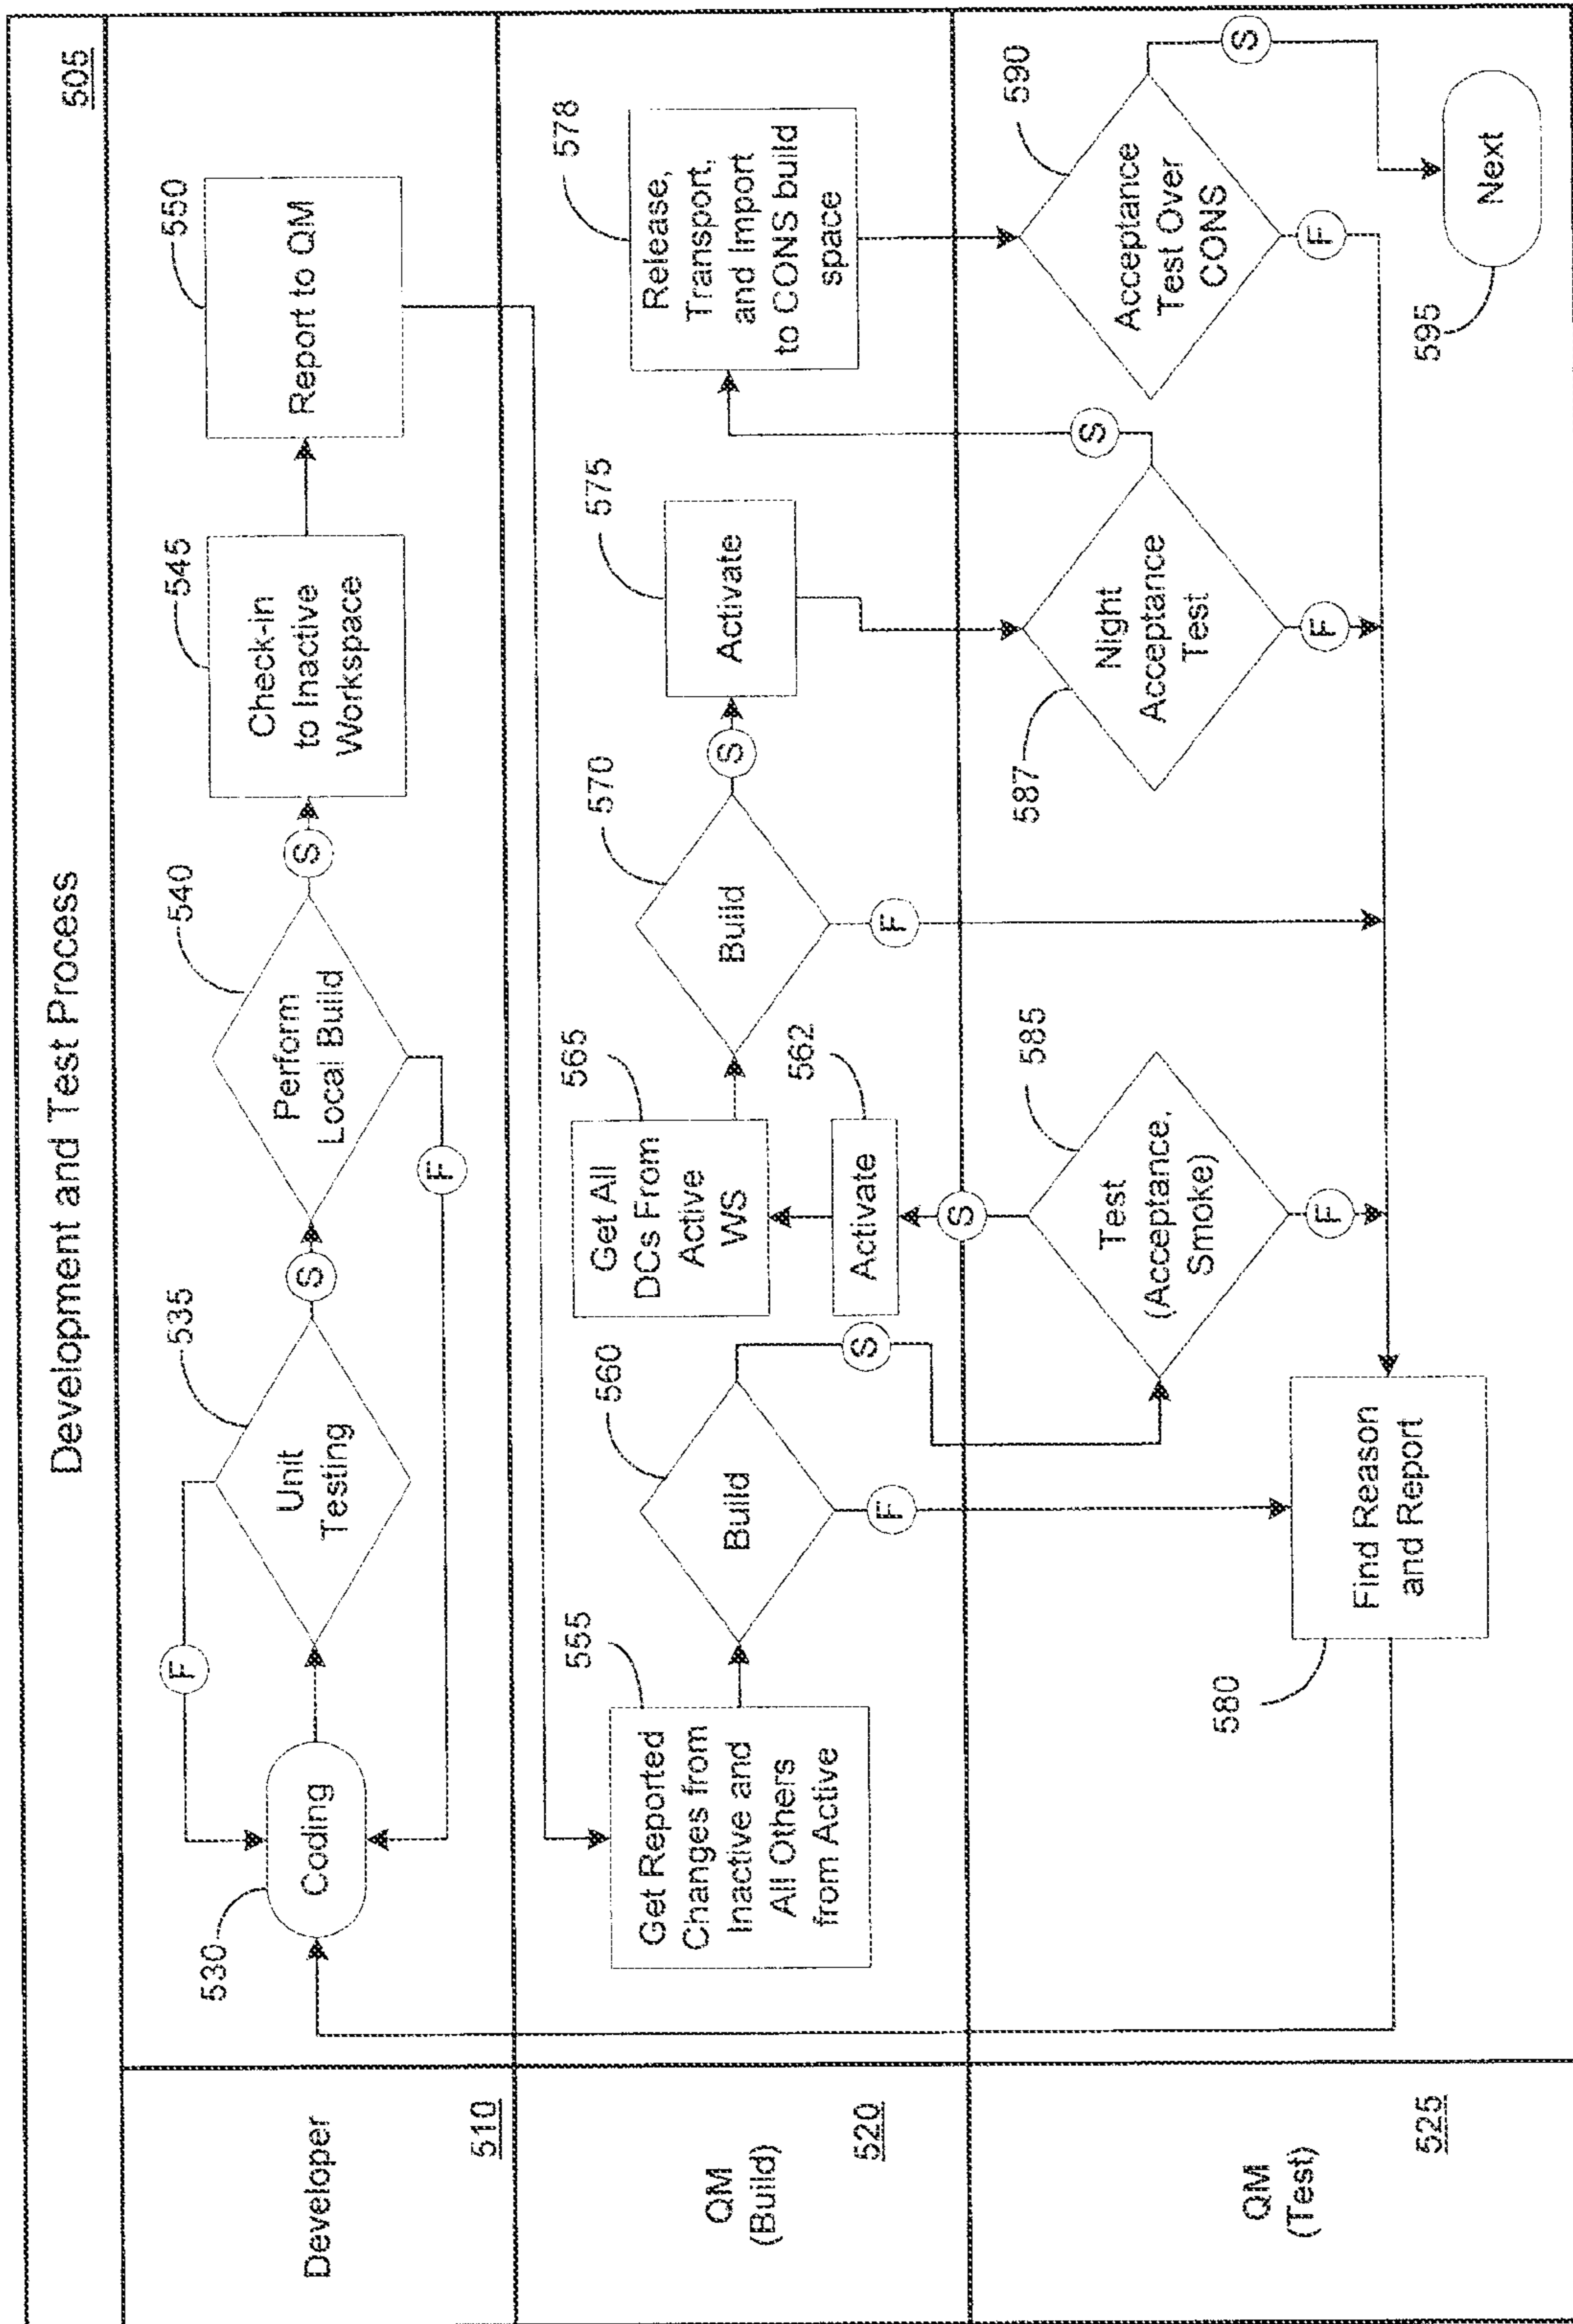 Development and Test Process
505
Developer
510
530
Coding
F
535
Unit
Testing
S
540
Perform
Local Build
F
S
545
Check-in
to Inactive
Workspace
550
Report to QM
QM
(Build)
520
555
Get Reported
Changes from
Inactive and
All Others
from Active
560
Build
F
S
565
Get All
DCs From
Active
WS
562
Activate
S
570
Build
F
S
575
Activate
578
Release,
Transport,
and Import
to CONS build
space
QM
(Test)
525
580
Find Reason
and Report
585
Test
(Acceptance,
Smoke)
F
587
Night
Acceptance
Test
F
S
590
Acceptance
Test Over
CONS
F
S
595
Next